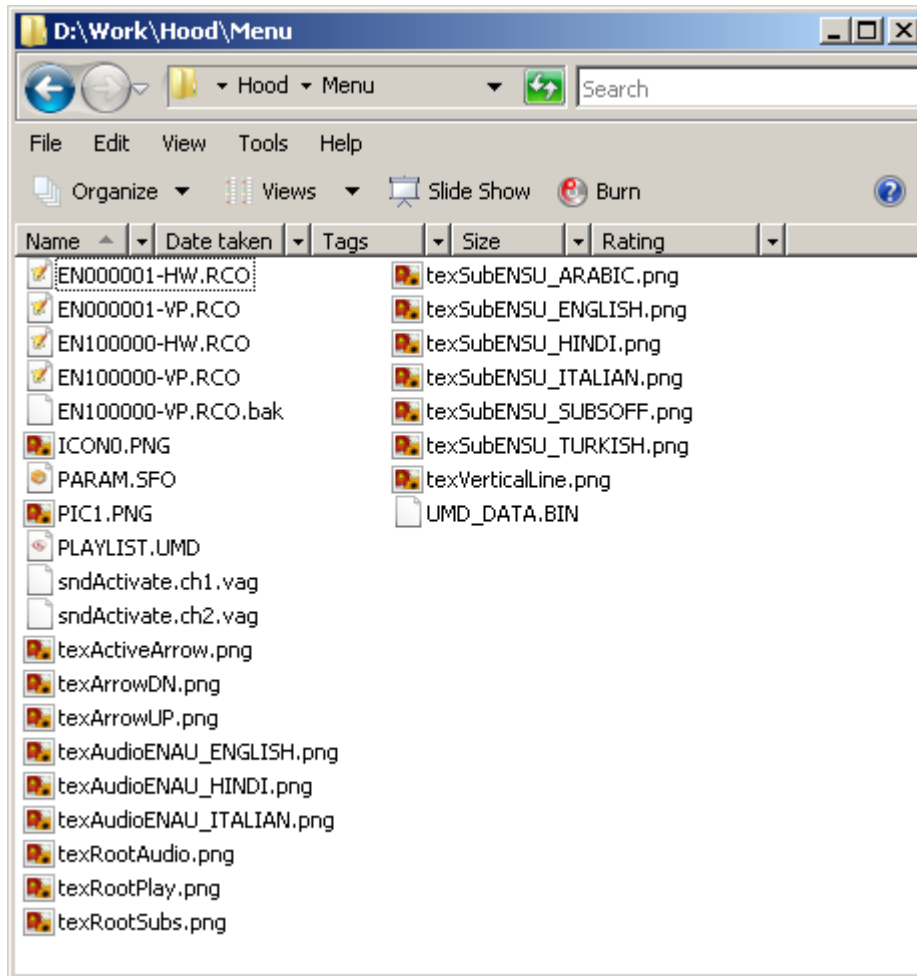 D:\Work\Hood\Menu
Hood Menu Search
File Edit View Tools Help
Organize Views Slide Show Burn
Name Date taken Tags Size Rating
EN000001-HW.RCO
EN000001-VP.RCO
EN100000-HW.RCO
EN100000-VP.RCO
EN100000-VP.RCO.bak
ICON0.PNG
PARAM.SFO
PIC1.PNG
PLAYLIST.UMD
sndActivate.ch1.vag
sndActivate.ch2.vag
texActiveArrow.png
texArrowDN.png
texArrowUP.png
texAudioENAU_ENGLISH.png
texAudioENAU_HINDI.png
texAudioENAU_ITALIAN.png
texRootAudio.png
texRootPlay.png
texRootSubs.png
texSubENSU_ARABIC.png
texSubENSU_ENGLISH.png
texSubENSU_HINDI.png
texSubENSU_ITALIAN.png
texSubENSU_SUBSOFF.png
texSubENSU_TURKISH.png
texVerticalLine.png
UMD_DATA.BIN